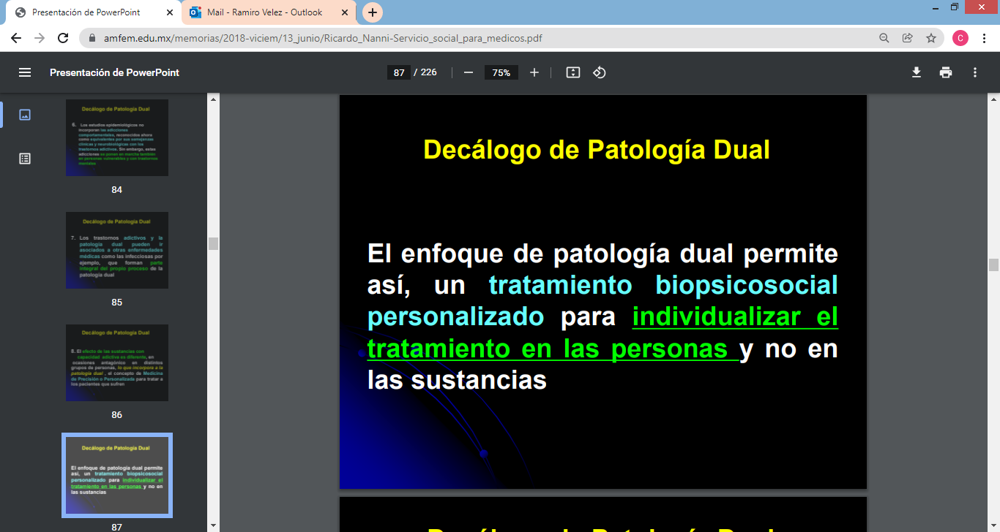 Presentación de PowerPoint
Mail - Ramiro Velez - Outlook
amfem.edu.mx/memorias/2018-viciem/13_junio/Ricardo_Nanni-Servicio_social_para_medicos.pdf
C
Presentación de PowerPoint
87 / 226
75%
Decálogo de Patología Dual
6. Los estudios epidemiológicos no
incorporan las adicciones
comportamentales, reconocidos ahora
como equivalentes por sus semejanzas
clínicas y neurobiológicas con los
trastornos adictivos. Sin embargo, estas
adicciones se ponen en marcha también
en personas vulnerables y con trastornos
mentales
84
Decálogo de Patología Dual
7. Los trastornos adictivos y la
patología dual pueden ir
asociados a otras enfermedades
médicas como las infecciosas por
ejemplo, que forman parte
integral del propio proceso de la
patología dual
85
Decálogo de Patología Dual
8. El efecto de las sustancias con
capacidad adictiva es diferente, en
ocasiones antagónico en distintos
grupos de personas, lo que incorpora a la
patología dual , el concepto de Medicina
de Precisión o Personalizada para tratar a
los pacientes que sufren
86
Decálogo de Patología Dual
El enfoque de patología dual permite
así, un tratamiento biopsicosocial
personalizado para individualizar el
tratamiento en las personas y no en
las sustancias
87
Decálogo de Patología Dual
El enfoque de patología dual permite
así, un tratamiento biopsicosocial
personalizado para individualizar el
tratamiento en las personas y no en
las sustancias
Decálogo de Patología Dual